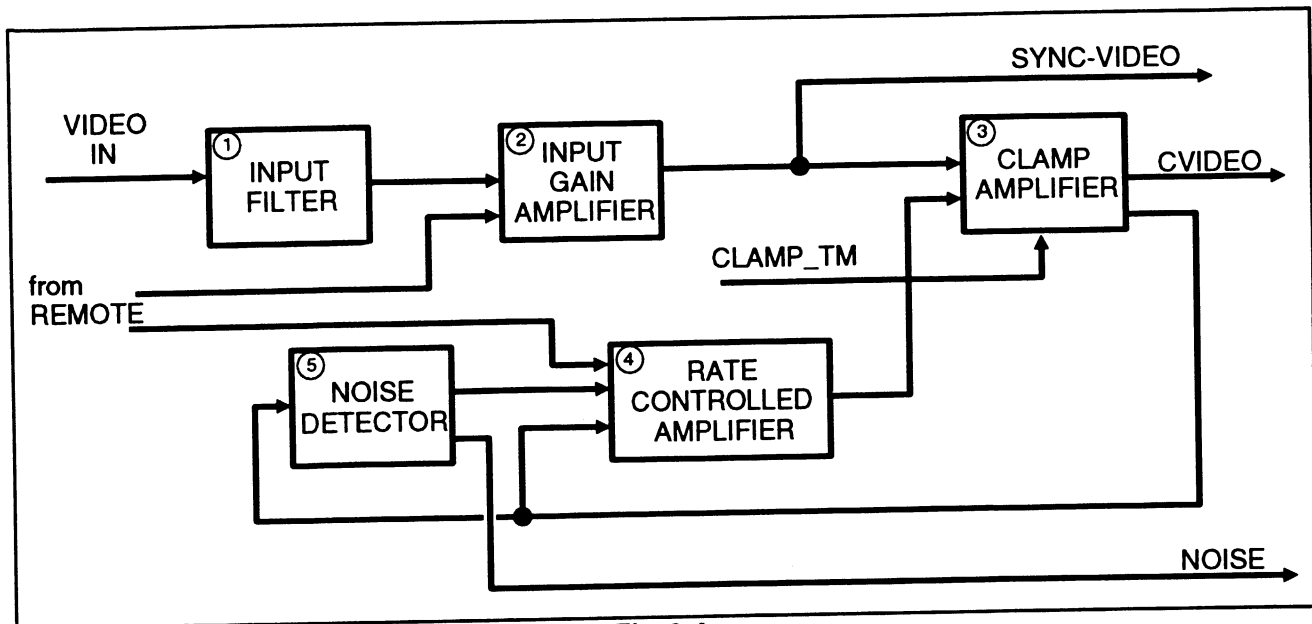 SYNC-VIDEO
VIDEO
IN
1
INPUT
FILTER
2
INPUT
GAIN
AMPLIFIER
3
CLAMP
AMPLIFIER
CVIDEO
CLAMP_TM
from
REMOTE
5
NOISE
DETECTOR
4
RATE
CONTROLLED
AMPLIFIER
NOISE